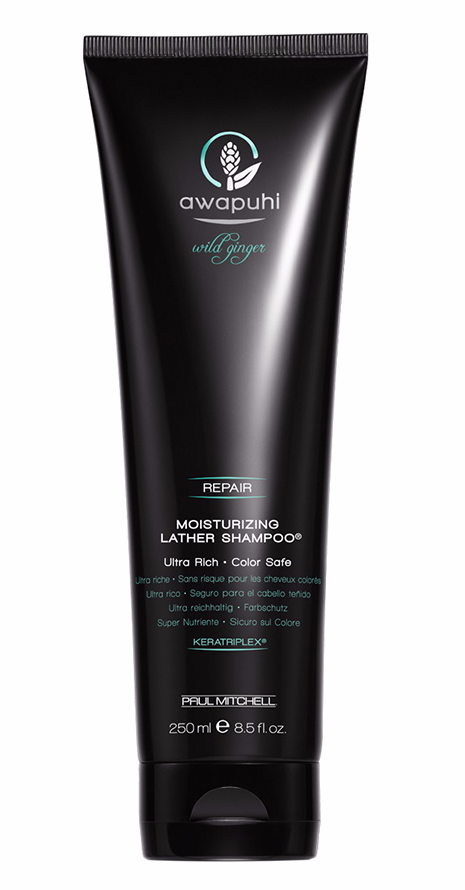 awapuhi
wild ginger
REPAIR
MOISTURIZING
LATHER SHAMPOO®
Ultra Rich • Color Safe
Ultra riche • Sans risque pour les cheveux colorés
Ultra rico • Seguro para el cabello teñido
Ultra reichhaltig • Farbschutz
Super Nutriente • Sicuro sul Colore
KERATRIPLEX®
PAUL MITCHELL
250 ml ℮ 8.5 fl. oz.